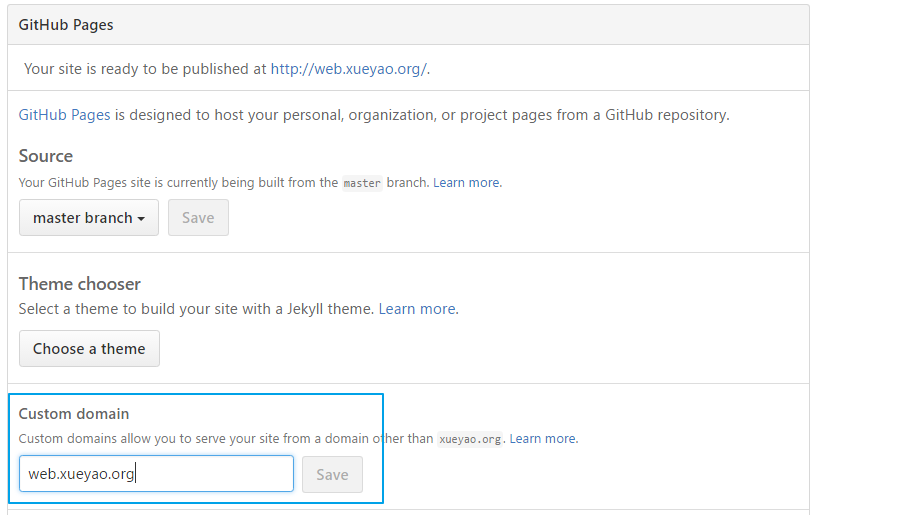 GitHub Pages
Your site is ready to be published at http://web.xueyao.org/.
GitHub Pages is designed to host your personal, organization, or project pages from a GitHub repository.
Source
Your GitHub Pages site is currently being built from the master branch. Learn more.
master branch Save
Theme chooser
Select a theme to build your site with a Jekyll theme. Learn more.
Choose a theme
Custom domain
Custom domains allow you to serve your site from a domain other than xueyao.org. Learn more.
web.xueyao.org Save